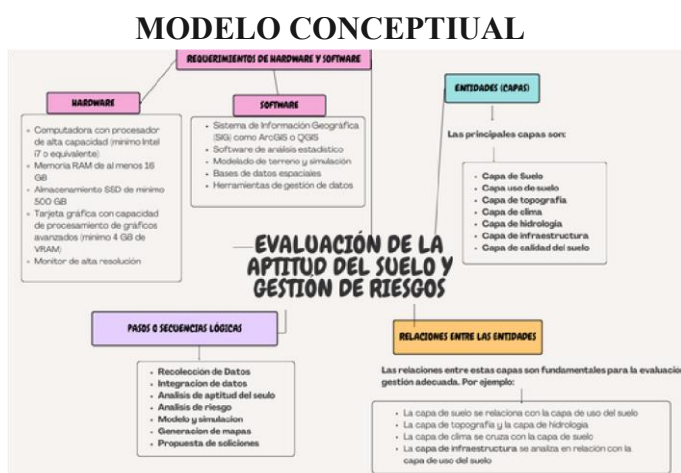 MODELO CONCEPTIUAL
REQUERIMIENTOS DE HARDWARE Y SOFTWARE
HARDWARE
• Computadora con procesador
de alta capacidad (mínimo Intel
i7 o equivalente)
• Memoria RAM de al menos 16
GB
• Almacenamiento SSD de mínimo
500 GB
• Tarjeta gráfica con capacidad
de procesamiento de gráficos
avanzados (mínimo 4 GB de
VRAM)
• Monitor de alta resolución
SOFTWARE
• Sistema de Información Geográfica
(SIG) como ArcGIS o QGIS
• Software de análisis estadístico
• Modelado de terreno y simulación
• Bases de datos espaciales
• Herramientas de gestión de datos
ENTIDADES (CAPAS)
Las principales capas son:
• Capa de Suelo
• Capa uso de suelo
• Capa de topografía
• Capa de clima
• Capa de hidrología
• Capa de infraestructura
• Capa de calidad del suelo
EVALUACIÓN DE LA
APTITUD DEL SUELO Y
GESTIÓN DE RIESGOS
PASOS O SECUENCIAS LÓGICAS
• Recolección de Datos
• Integracion de datos
• Analisis de aptitud del seulo
• Analisis de riesgo
• Modelo y simulacion
• Generacion de mapas
• Propuesta de soliciones
RELACIONES ENTRE LAS ENTIDADES
Las relaciones entre estas capas son fundamentales para la evaluación
gestión adecuada. Por ejemplo:
• La capa de suelo se relaciona con la capa de uso del suelo
• La capa de topografía y la capa de hidrología
• La capa de clima se cruza con la capa de suelo
• La capa de infraestructura se analiza en relación con la
capa de uso del suelo